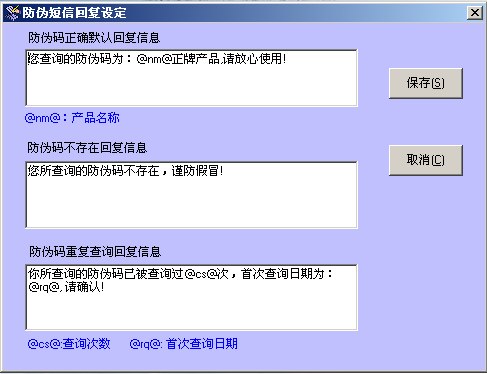 防伪短信回复设定
防伪码正确默认回复信息
您查询的防伪码为：@nm@正牌产品,请放心使用!
保存(S)
@nm@：产品名称
防伪码不存在回复信息
取消(C)
您所查询的防伪码不存在，谨防假冒!
防伪码重复查询回复信息
你所查询的防伪码已被查询过@cs@次，首次查询日期为：
@rq@,请确认!
@cs@:查询次数 @rq@: 首次查询日期